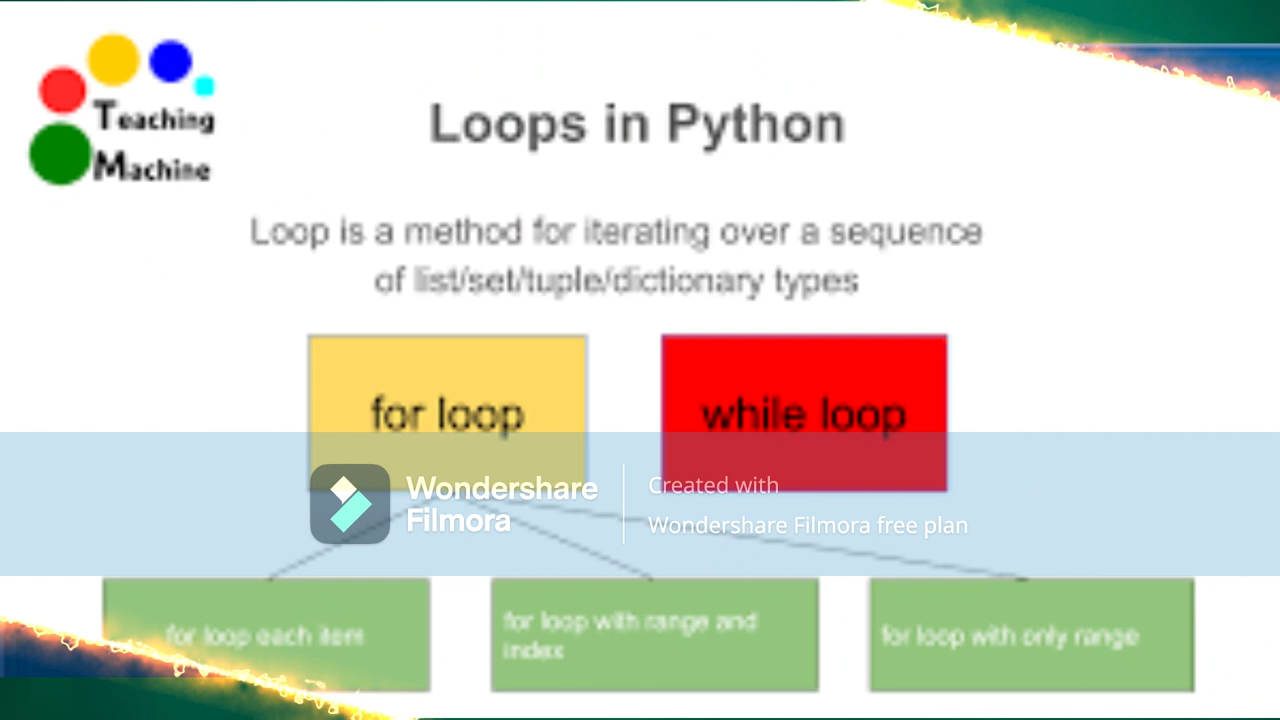 Teaching
Machine
Loops in Python
Loop is a method for iterating over a sequence
of list/set/tuple/dictionary types
for loop
while loop
Wondershare
Filmora
Created with
Wondershare Filmora free plan
for loop each item
for loop with range and
index
for loop with only range